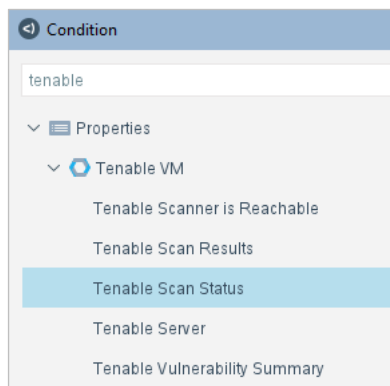 Condition
tenable
Properties
Tenable VM
Tenable Scanner is Reachable
Tenable Scan Results
Tenable Scan Status
Tenable Server
Tenable Vulnerability Summary